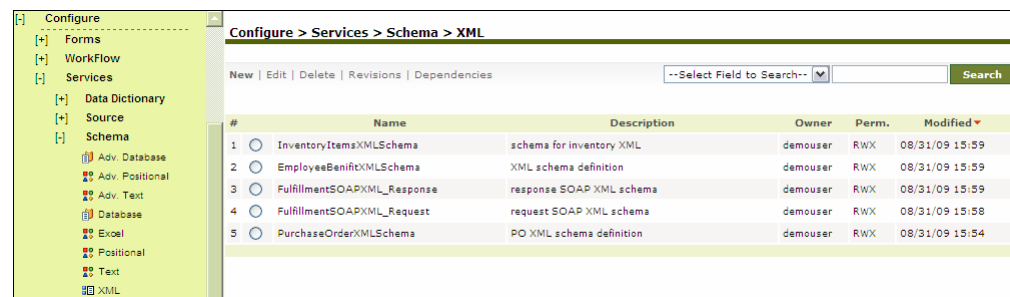 [-] Configure
[+] Forms
[+] WorkFlow
[-] Services
[+] Data Dictionary
[+] Source
[-] Schema
Adv. Database
Adv. Positional
Adv. Text
Database
Excel
Positional
Text
XML
Configure > Services > Schema > XML
New | Edit | Delete | Revisions | Dependencies --Select Field to Search-- Search
# Name Description Owner Perm. Modified
1 InventoryItemsXMLSchema schema for inventory XML demouser RWX 08/31/09 15:59
2 EmployeeBenifitXMLSchema XML schema definition demouser RWX 08/31/09 15:59
3 FulfillmentSOAPXML_Response response SOAP XML schema demouser RWX 08/31/09 15:59
4 FulfillmentSOAPXML_Request request SOAP XML schema demouser RWX 08/31/09 15:58
5 PurchaseOrderXMLSchema PO XML schema definition demouser RWX 08/31/09 15:54